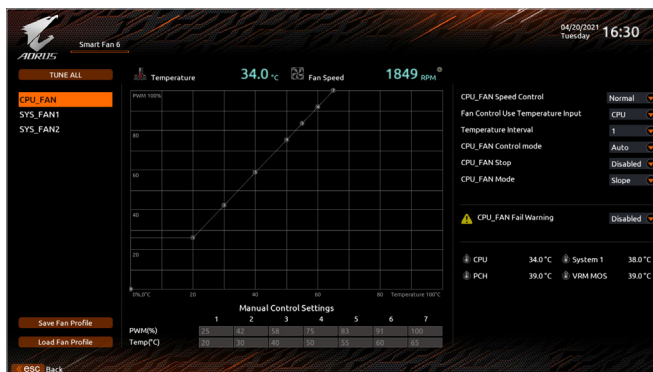 04/20/2021
Tuesday
16:30
AORUS
Smart Fan 6
TUNE ALL
Temperature 34.0 °C Fan Speed 1849 RPM
CPU_FAN
SYS_FAN1
SYS_FAN2
PWM 100%
80
60
40
20
0%,0°C 20 40 60 80 Temperature 100°C
CPU_FAN Speed Control Normal
Fan Control Use Temperature Input CPU
Temperature Interval 1
CPU_FAN Control mode Auto
CPU_FAN Stop Disabled
CPU_FAN Mode Slope
CPU_FAN Fail Warning Disabled
CPU 34.0°C System 1 38.0°C
PCH 39.0°C VRM MOS 39.0°C
Manual Control Settings
1 2 3 4 5 6 7
PWM(%) 25 42 58 75 83 91 100
Temp(°C) 20 30 40 50 55 60 65
Save Fan Profile
Load Fan Profile
esc Back